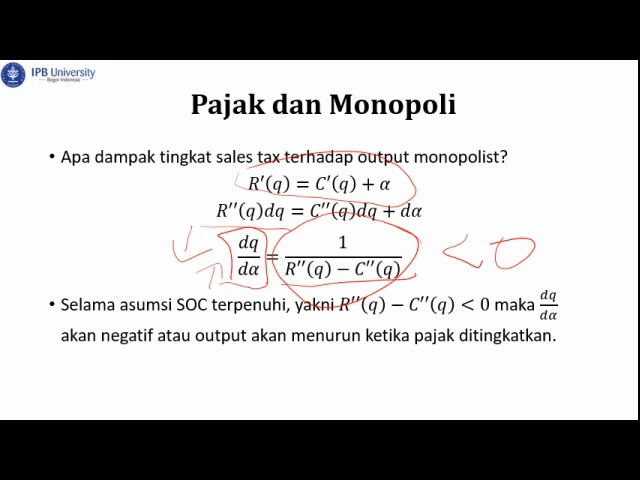 IPB University
Bogor Indonesia
Pajak dan Monopoli
• Apa dampak tingkat sales tax terhadap output monopolist?
R′(q) = C′(q) + α
R′′(q)dq = C′′(q)dq + dα
dq/dα = 1/(R′′(q) − C′′(q)) < 0
• Selama asumsi SOC terpenuhi, yakni R′′(q) − C′′(q) < 0 maka dq/dα
akan negatif atau output akan menurun ketika pajak ditingkatkan.